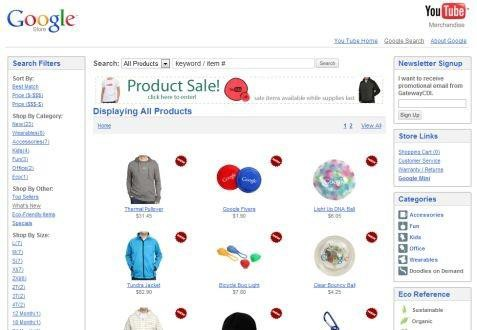 Google
Store
You Tube
Merchandise
You Tube Home
Google Search
About Google
Search Filters
Sort By:
Best Match
Price ($-$$$)
Price ($$$-$)
Shop By Category:
New(23)
Wearables(8)
Accessories(7)
Kids(4)
Fun(3)
Office(2)
Eco(1)
Shop By Other:
Top Sellers
What's New
Eco-Friendly Items
Specials
Shop By Size:
L(7)
M(7)
S(7)
X(7)
2T(2)
3T(2)
4T(2)
12 Month(1)
Search: All Products keyword / item # Search
Product Sale!
click here to enter!
sale items available while supplies last
Displaying All Products
Home
1 2 View All
Thermal Pullover
$31.45
Google Flyers
$1.90
Light Up DNA Ball
$6.05
Tundra Jacket
$82.90
Bicycle Bug Light
$7.80
Clear Bouncy Ball
$4.25
Newsletter Signup
I want to receive
promotional email from
GatewayCDI.
Sign Up
Store Links
Shopping Cart (0)
Customer Service
Warranty / Returns
Google Mini
Categories
Accessories
Fun
Kids
Office
Wearables
Doodles on Demand
Eco Reference
Sustainable
Organic